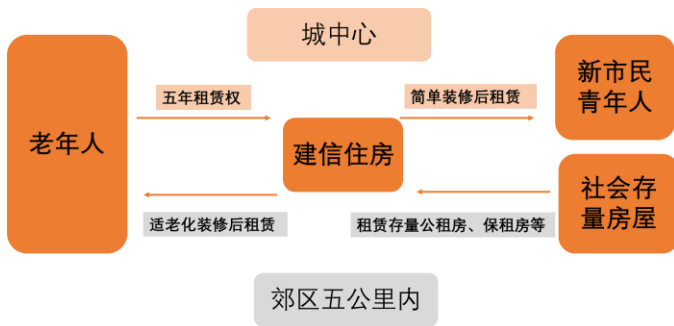 城中心
老年人
五年租赁权
建信住房
简单装修后租赁
新市民
青年人
适老化装修后租赁
租赁存量公租房、保租房等
社会存
量房屋
郊区五公里内